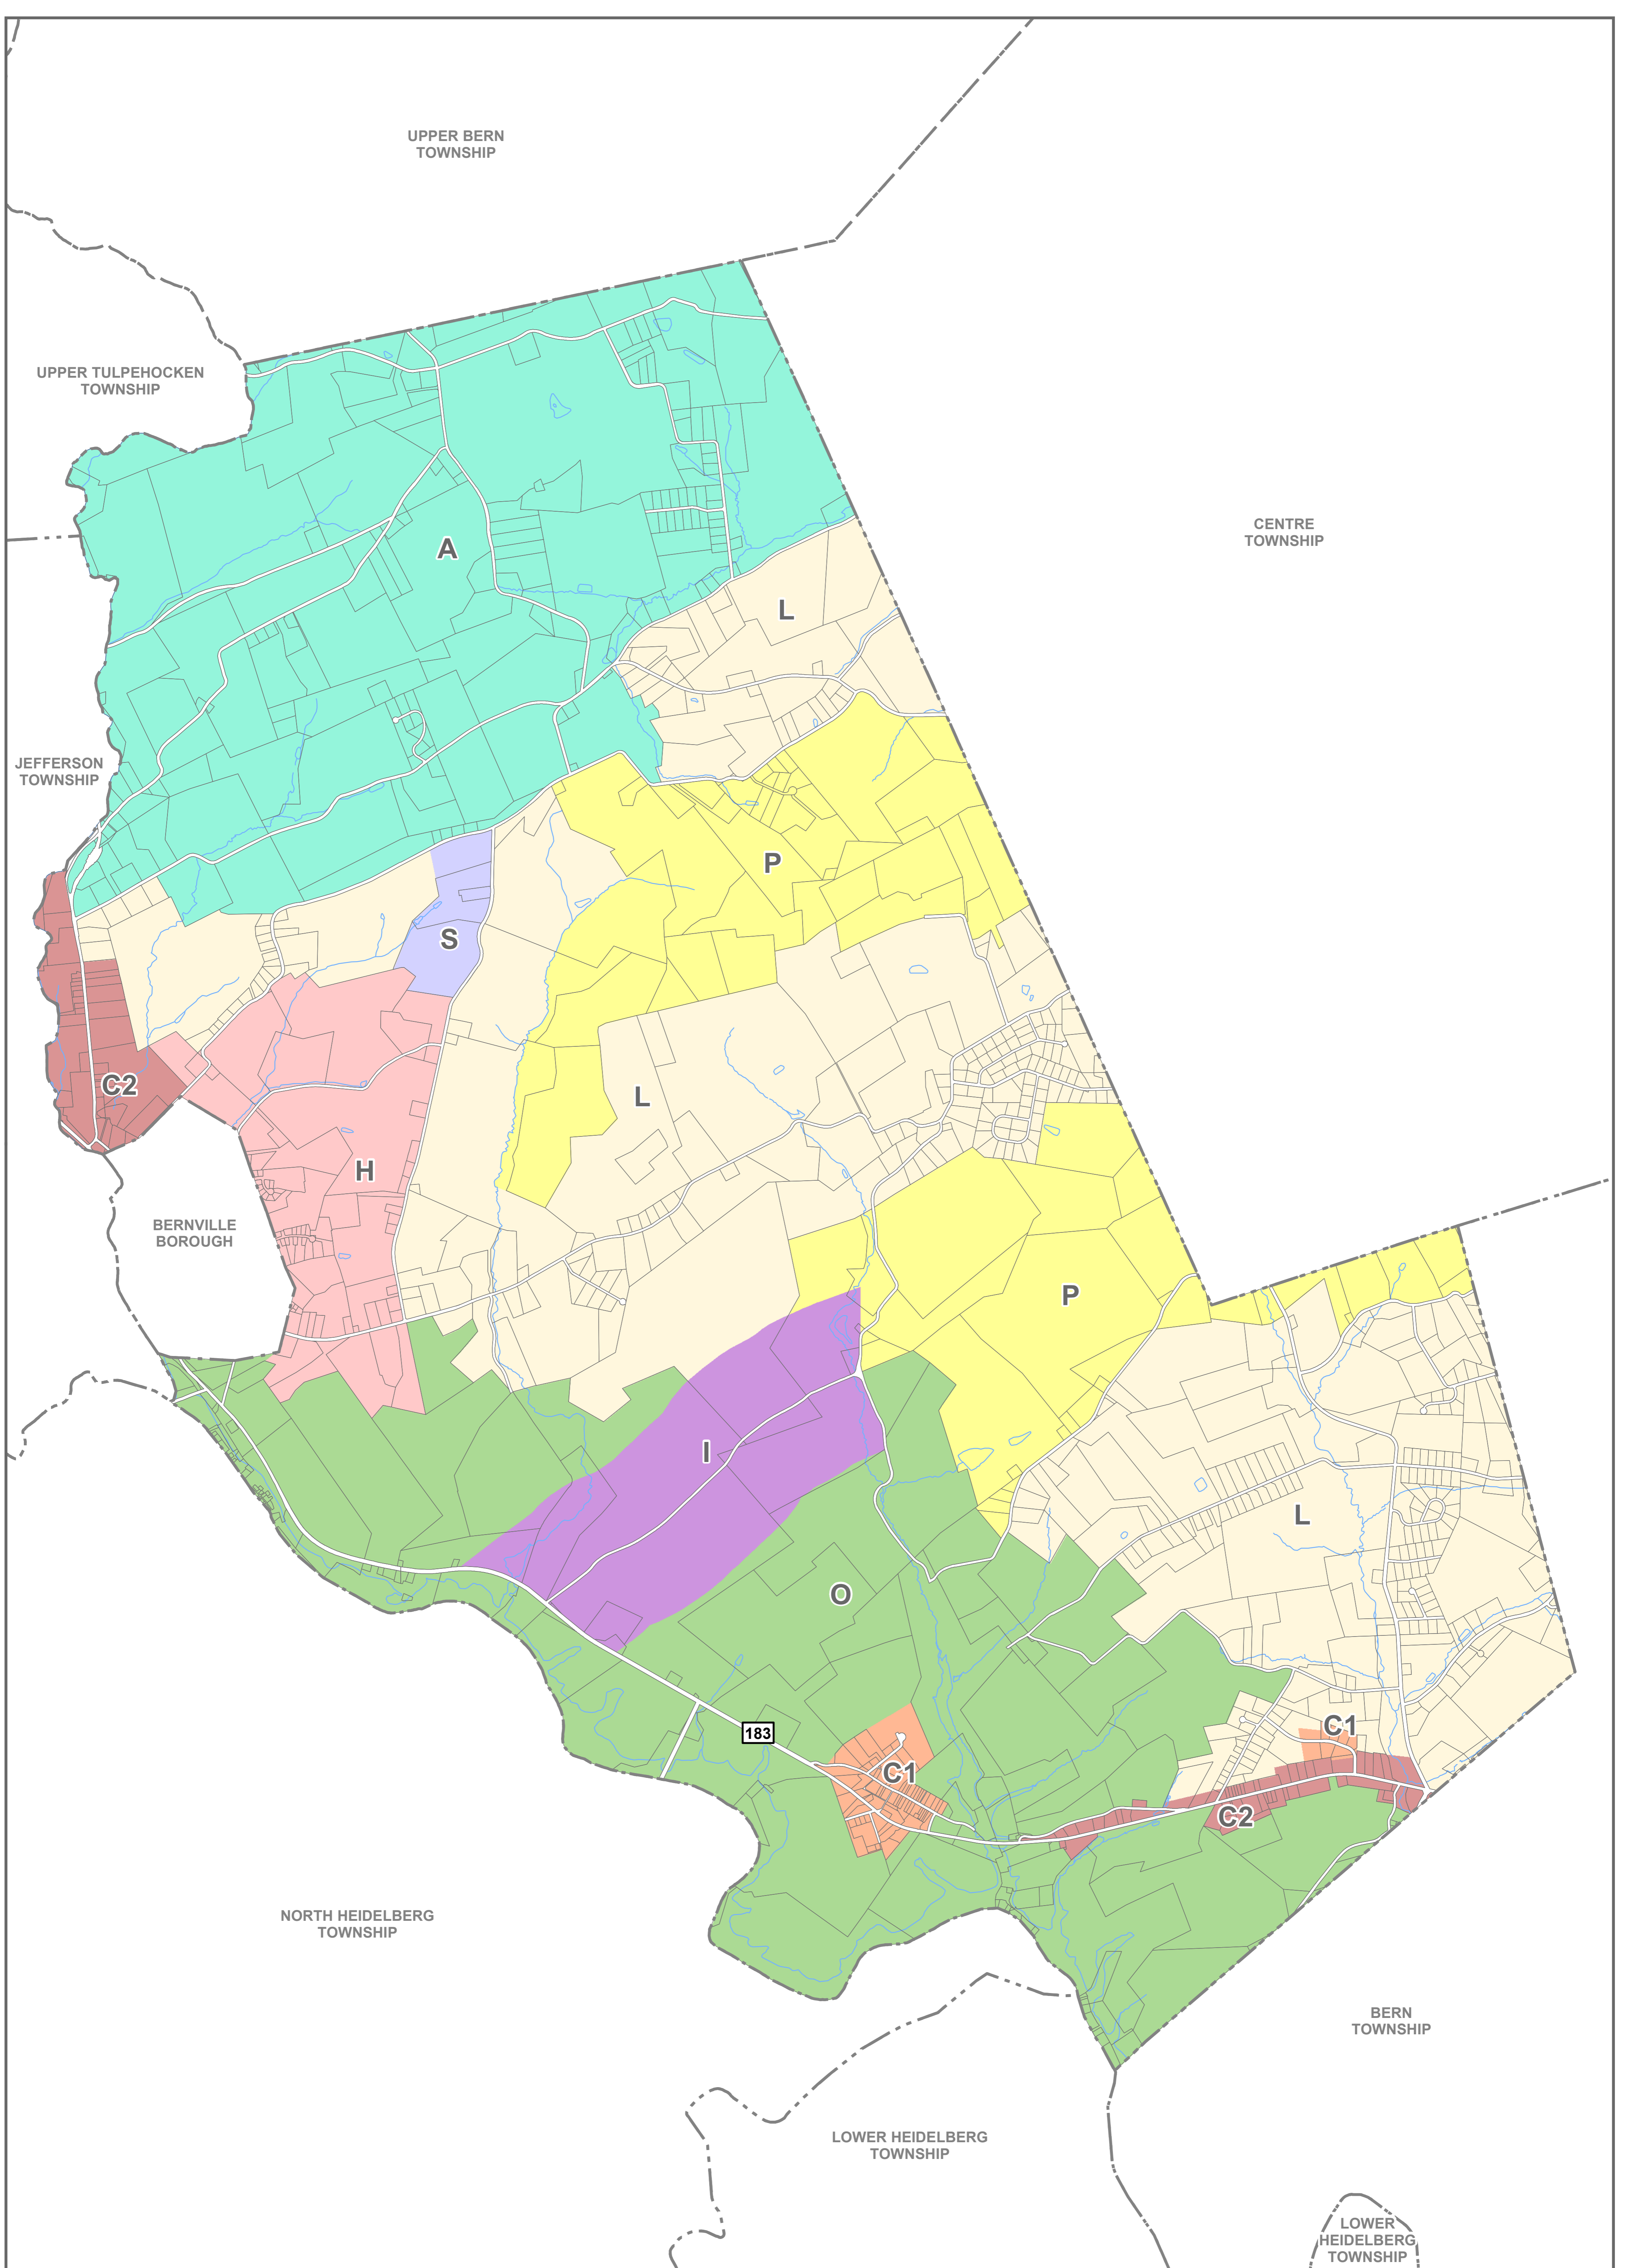 UPPER BERN
TOWNSHIP
UPPER TULPEHOCKEN
TOWNSHIP
CENTRE
TOWNSHIP
A
L
JEFFERSON
TOWNSHIP
P
S
C2
L
H
BERNVILLE
BOROUGH
P
I
L
O
183
C1
C1
C2
NORTH HEIDELBERG
TOWNSHIP
BERN
TOWNSHIP
LOWER HEIDELBERG
TOWNSHIP
LOWER
HEIDELBERG
TOWNSHIP